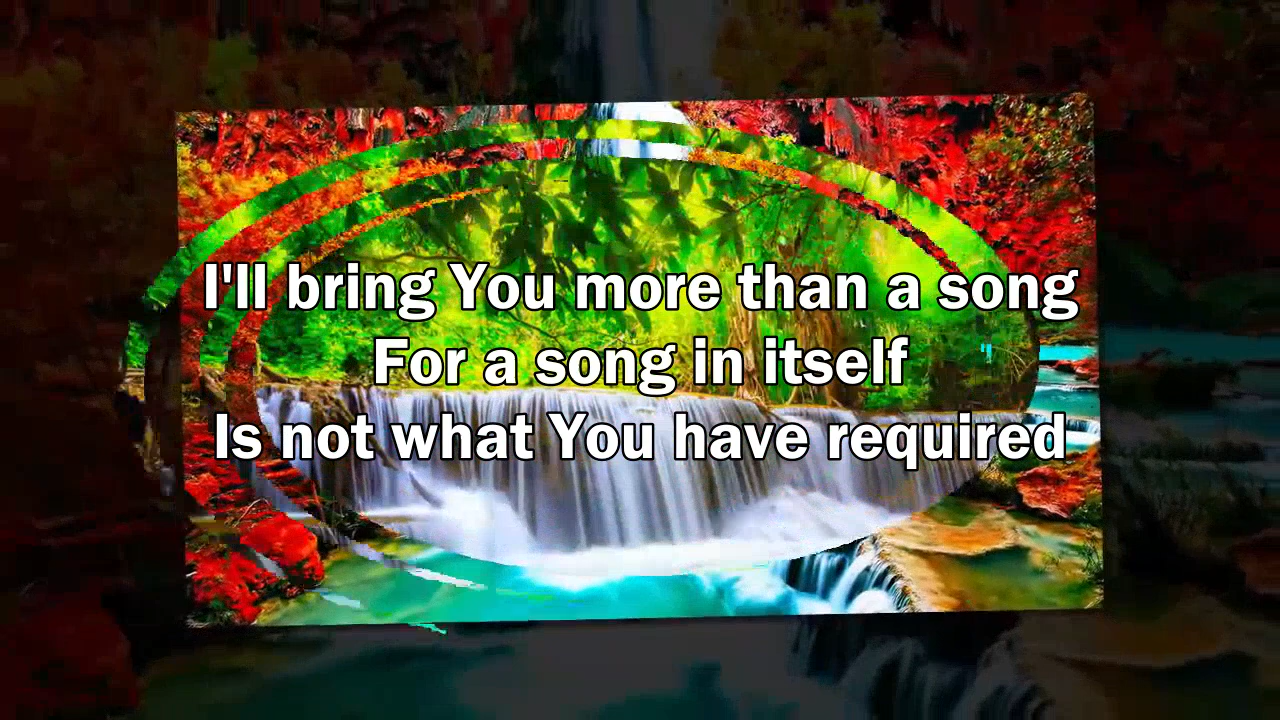 I'll bring You more than a song
For a song in itself
Is not what You have required